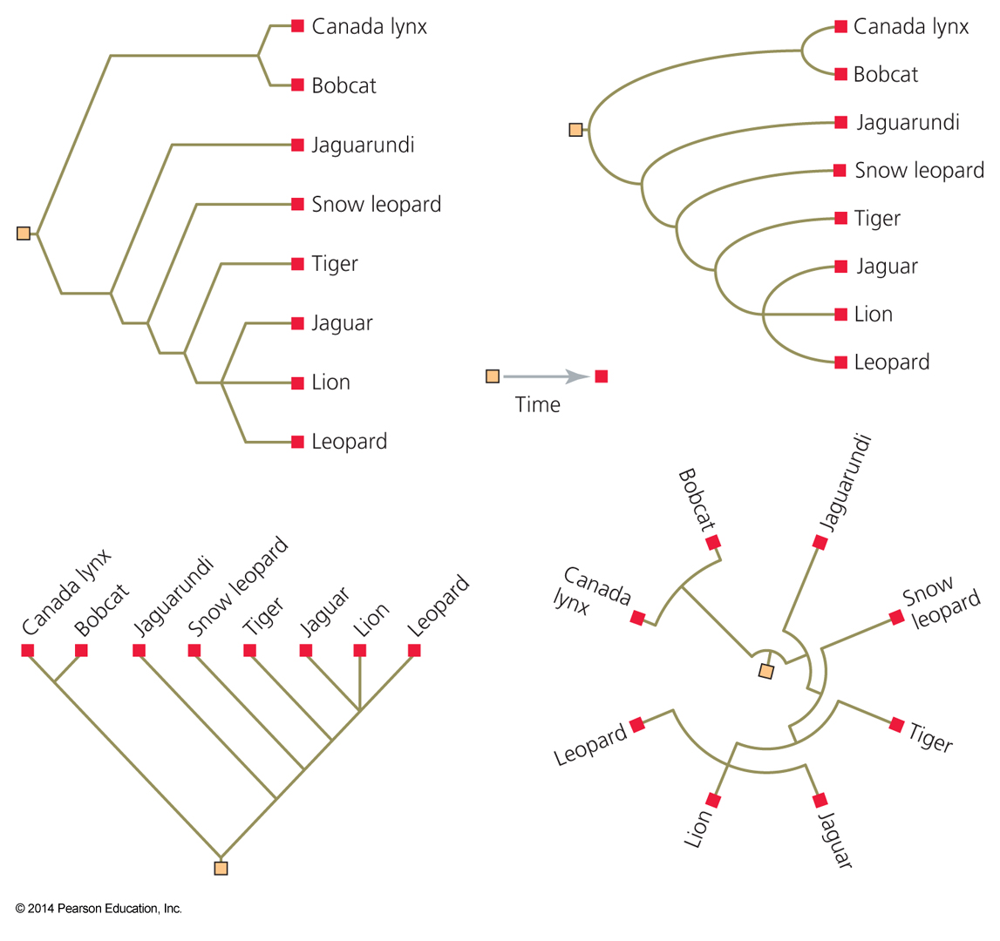 Canada lynx
Bobcat
Jaguarundi
Snow leopard
Tiger
Jaguar
Lion
Leopard
Canada lynx
Bobcat
Jaguarundi
Snow leopard
Tiger
Jaguar
Lion
Leopard
Time
Canada lynx
Bobcat
Jaguarundi
Snow leopard
Tiger
Jaguar
Lion
Leopard
Canada
lynx
Bobcat
Jaguarundi
Snow
leopard
Tiger
Jaguar
Lion
Leopard
© 2014 Pearson Education, Inc.